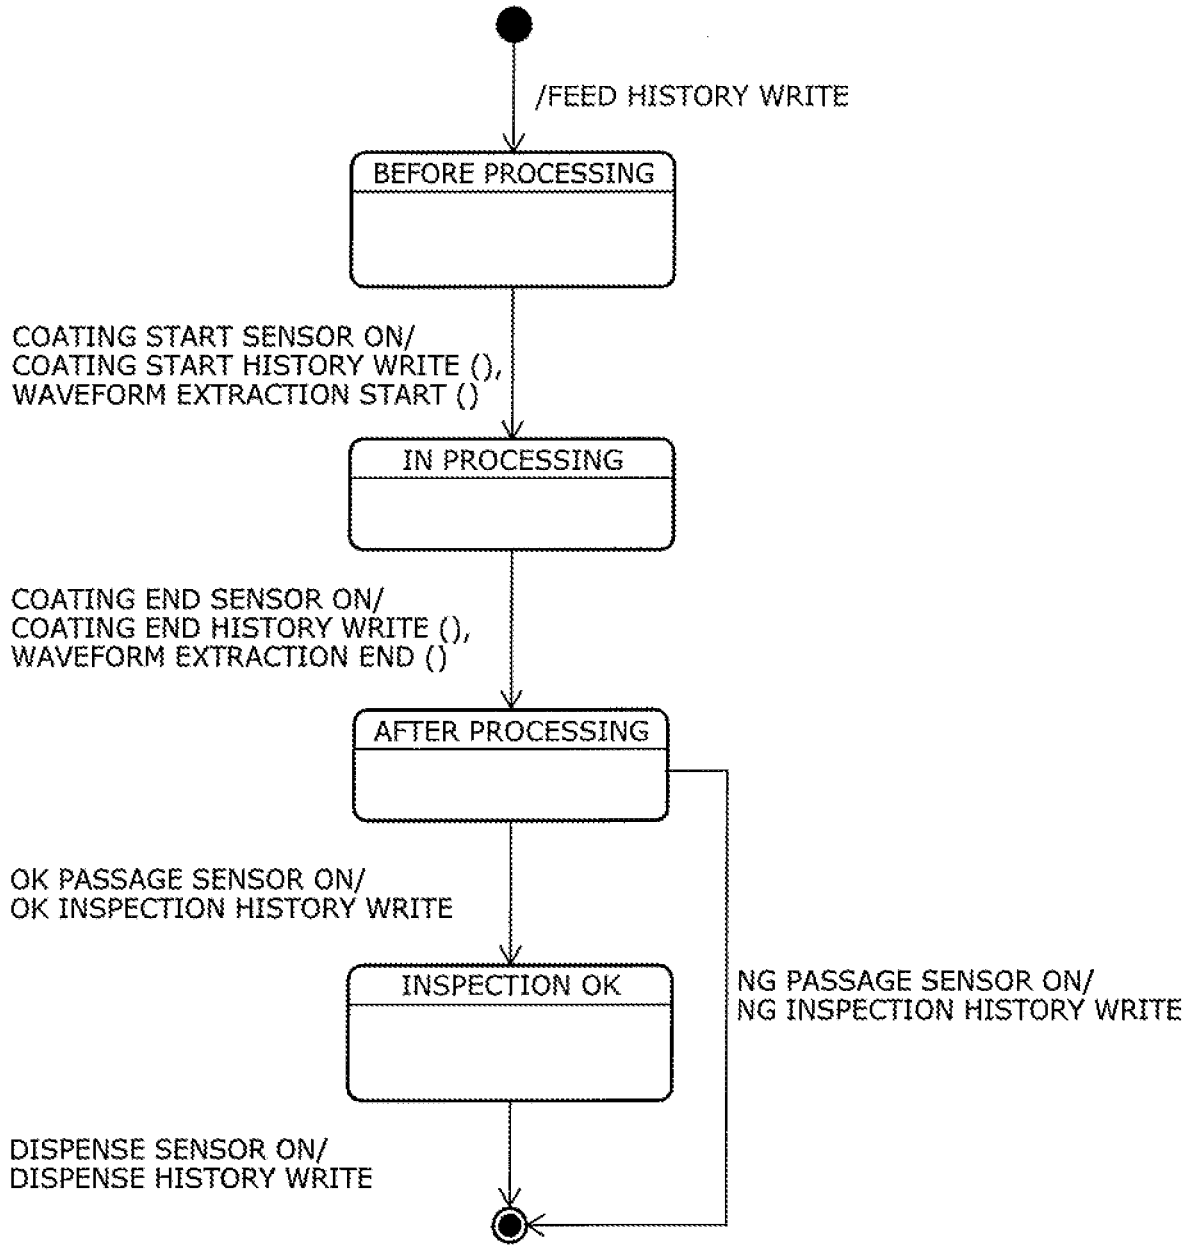 /FEED HISTORY WRITE
BEFORE PROCESSING
COATING START SENSOR ON/
COATING START HISTORY WRITE (),
WAVEFORM EXTRACTION START ()
IN PROCESSING
COATING END SENSOR ON/
COATING END HISTORY WRITE (),
WAVEFORM EXTRACTION END ()
AFTER PROCESSING
OK PASSAGE SENSOR ON/
OK INSPECTION HISTORY WRITE
INSPECTION OK
NG PASSAGE SENSOR ON/
NG INSPECTION HISTORY WRITE
DISPENSE SENSOR ON/
DISPENSE HISTORY WRITE